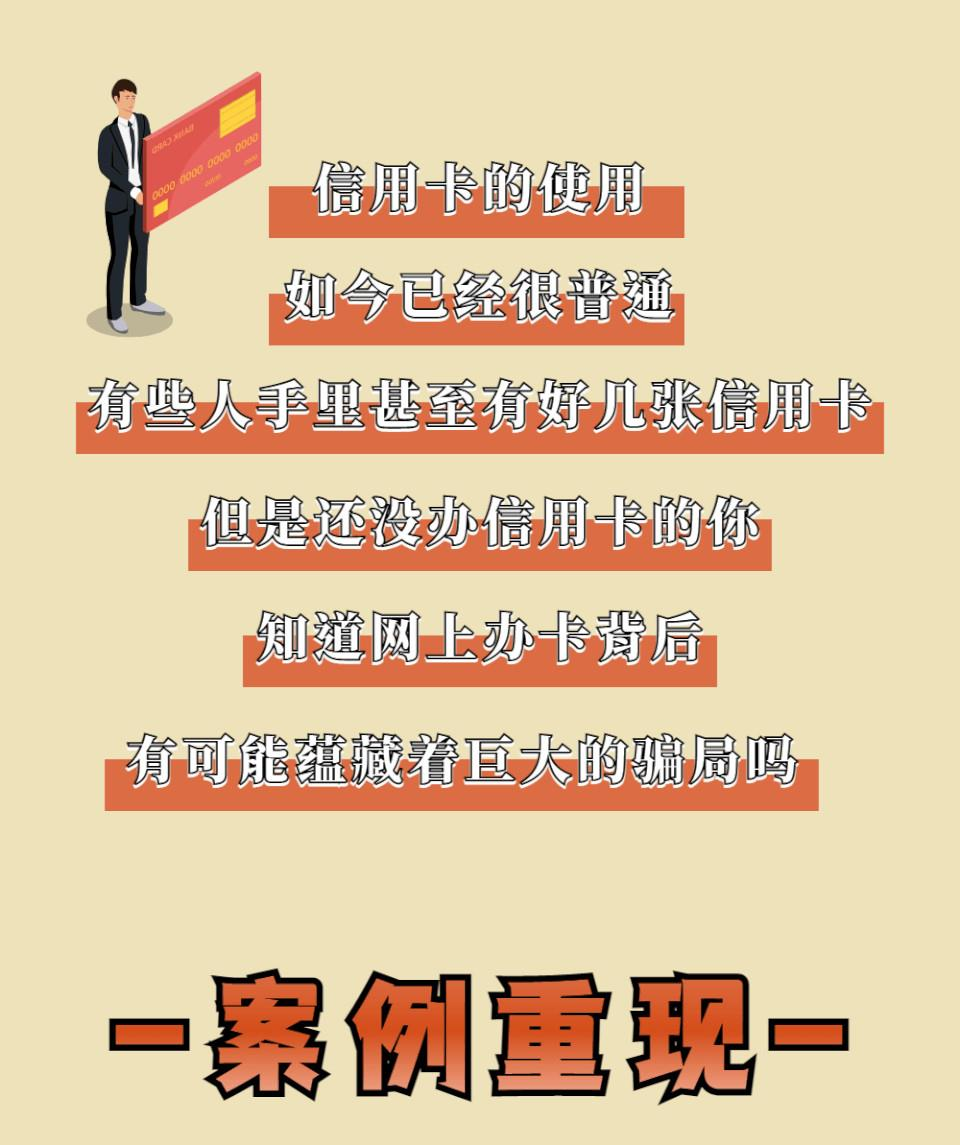 BANK CARD
0000 0000 0000 0000
信用卡的使用
如今已经很普通
有些人手里甚至有好几张信用卡
但是还没办信用卡的你
知道网上办卡背后
有可能蕴藏着巨大的骗局吗
案例重现